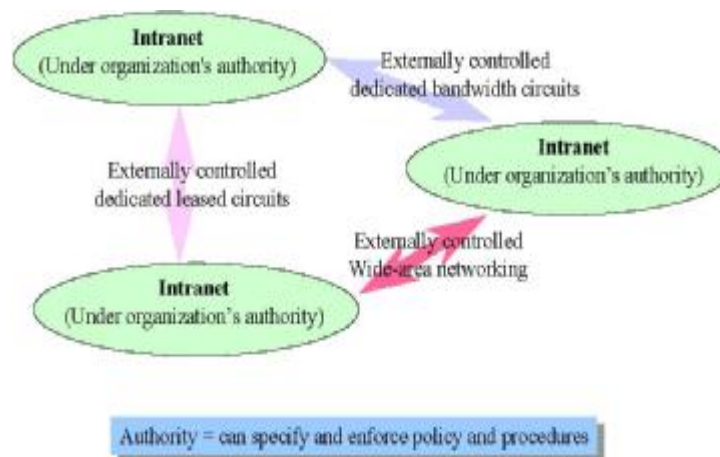 Intranet
(Under organization's authority)
Externally controlled
dedicated bandwidth circuits
Intranet
(Under organization's authority)
Externally controlled
dedicated leased circuits
Externally controlled
Wide-area networking
Intranet
(Under organization's authority)
Authority = can specify and enforce policy and procedures